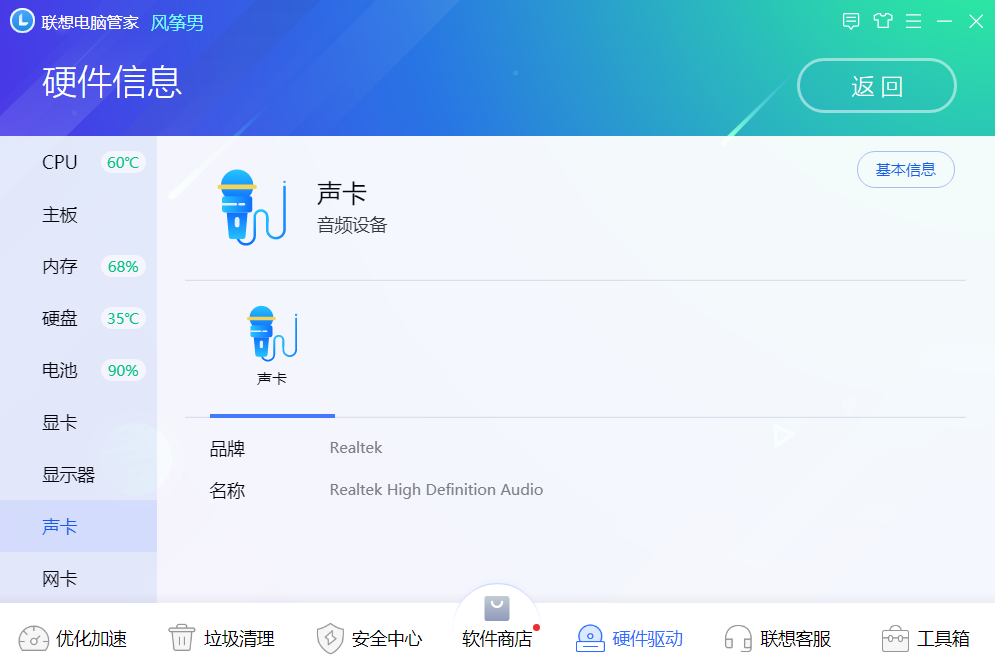 联想电脑管家 风筝男
硬件信息
返回
CPU 60℃
主板
内存 68%
硬盘 35℃
电池 90%
显卡
显示器
声卡
网卡
声卡
音频设备
基本信息
声卡
品牌 Realtek
名称 Realtek High Definition Audio
优化加速 垃圾清理 安全中心 软件商店 硬件驱动 联想客服 工具箱